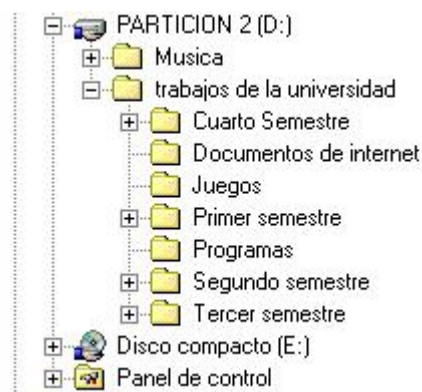 PARTICION 2 (D:)
Musica
trabajos de la universidad
Cuarto Semestre
Documentos de internet
Juegos
Primer semestre
Programas
Segundo semestre
Tercer semestre
Disco compacto (E:)
Panel de control